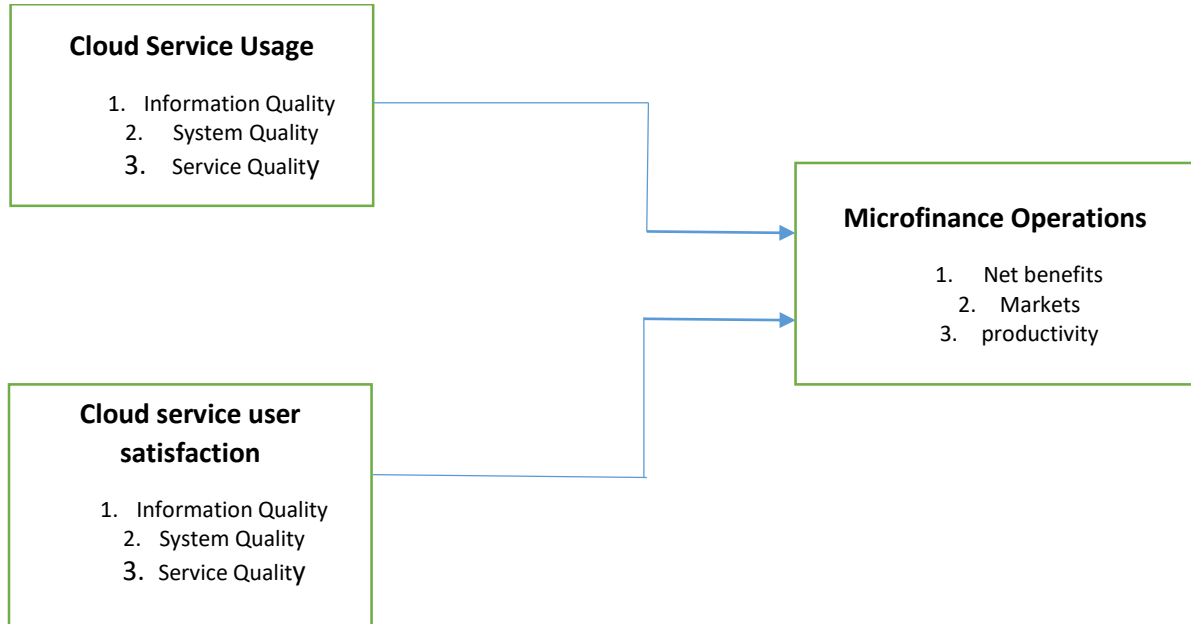 Cloud Service Usage
1. Information Quality
2. System Quality
3. Service Quality
Microfinance Operations
1. Net benefits
2. Markets
3. productivity
Cloud service user
satisfaction
1. Information Quality
2. System Quality
3. Service Quality